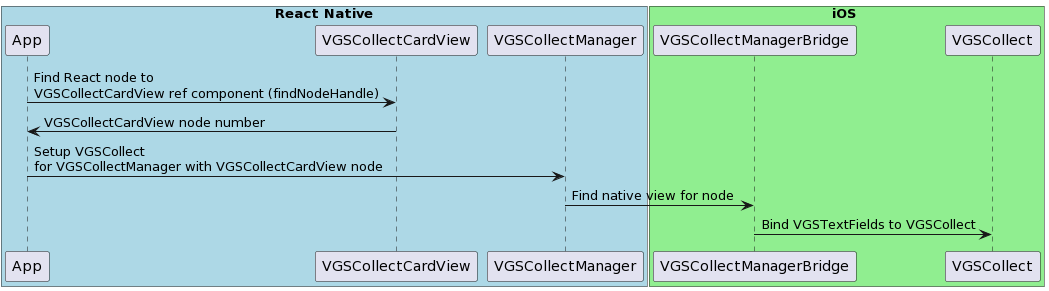 React Native
iOS
App
VGSCollectCardView
VGSCollectManager
VGSCollectManagerBridge
VGSCollect
Find React node to
VGSCollectCardView ref component (findNodeHandle)
VGSCollectCardView node number
Setup VGSCollect
for VGSCollectManager with VGSCollectCardView node
Find native view for node
Bind VGSTextFields to VGSCollect
App
VGSCollectCardView
VGSCollectManager
VGSCollectManagerBridge
VGSCollect